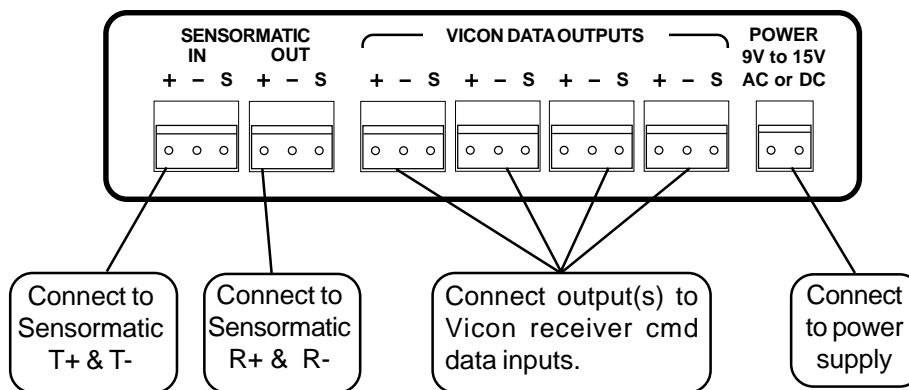 SENSORMATIC
IN OUT
VICON DATA OUTPUTS
POWER
9V to 15V
AC or DC
+ − S + − S + − S + − S + − S + − S
Connect to
Sensormatic
T+ & T-
Connect to
Sensormatic
R+ & R-
Connect output(s) to
Vicon receiver cmd
data inputs.
Connect
to power
supply